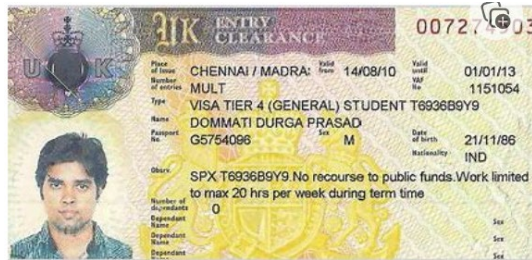 UK ENTRY CLEARANCE
U K
Place of Issue CHENNAI / MADRA: Valid from 14/08/10 Valid until 01/01/13
Number of entries MULT VAF No 1151054
Type VISA TIER 4 (GENERAL) STUDENT T6936B9Y9
Name DOMMATI DURGA PRASAD
Passport No. G5754096 Sex M Date of birth 21/11/86
Nationality IND
Observ. SPX T6936B9Y9.No recourse to public funds.Work limited
to max 20 hrs per week during term time
Number of dependants 0
Dependant Name Sex
Dependant Name Sex
Dependant Sex